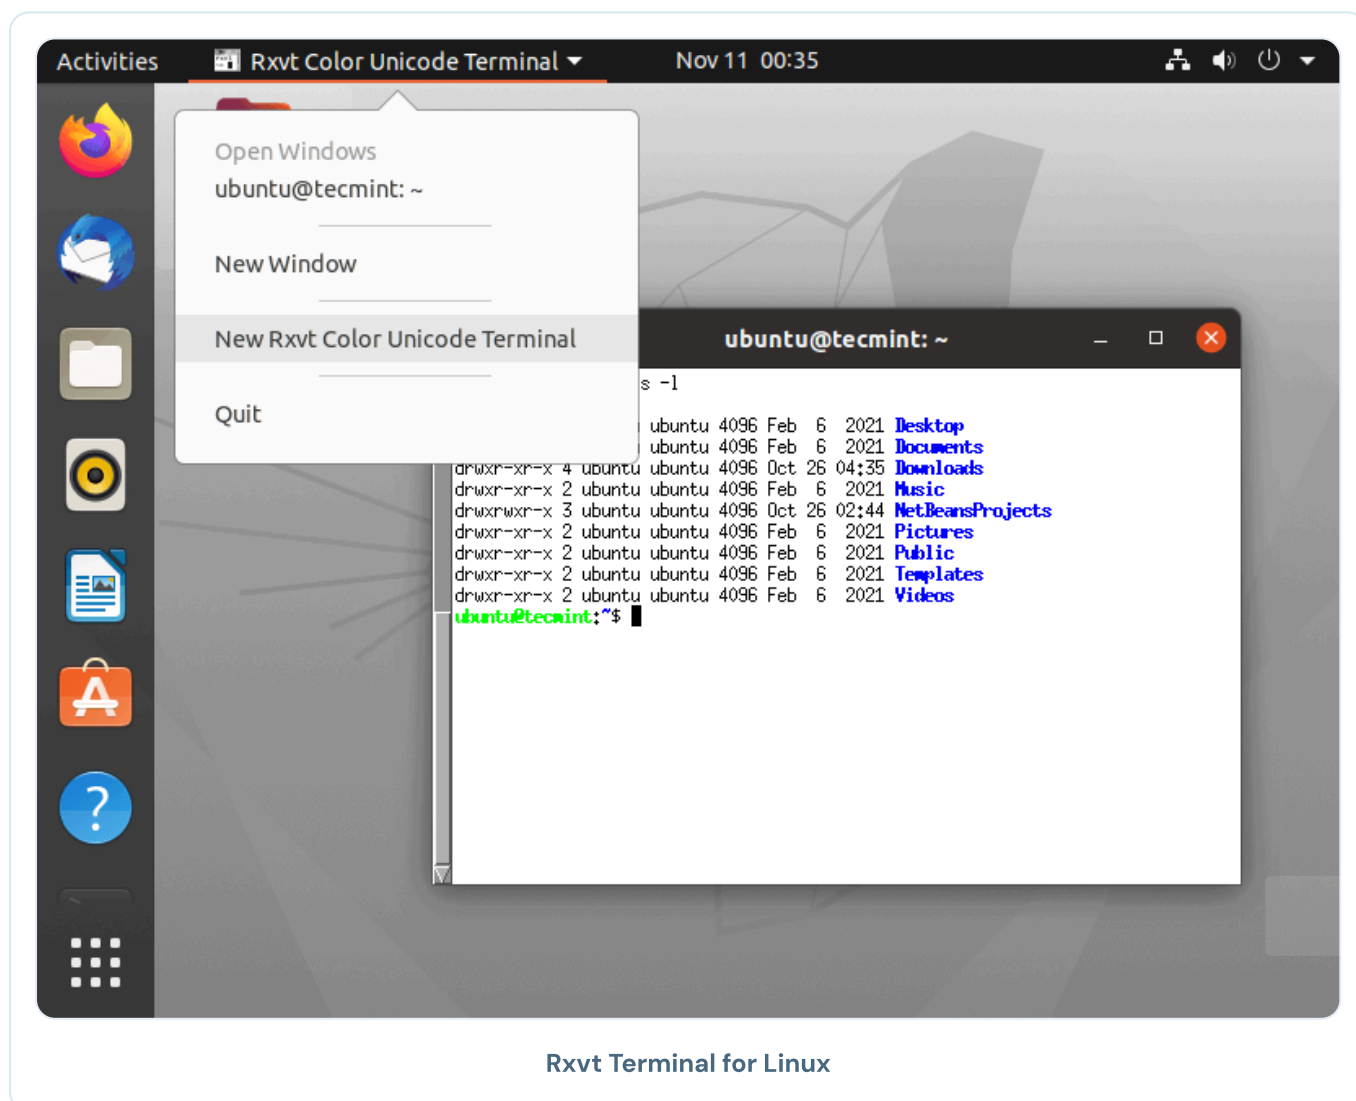 Activities Rxvt Color Unicode Terminal Nov 11 00:35
Open Windows
ubuntu@tecmint: ~
New Window
New Rxvt Color Unicode Terminal
Quit
ubuntu@tecmint: ~
s -l
ubuntu 4096 Feb 6 2021 Desktop
ubuntu 4096 Feb 6 2021 Documents
drwxr-xr-x 4 ubuntu ubuntu 4096 Oct 26 04:35 Downloads
drwxr-xr-x 2 ubuntu ubuntu 4096 Feb 6 2021 Music
drwxrwxr-x 3 ubuntu ubuntu 4096 Oct 26 02:44 NetBeansProjects
drwxr-xr-x 2 ubuntu ubuntu 4096 Feb 6 2021 Pictures
drwxr-xr-x 2 ubuntu ubuntu 4096 Feb 6 2021 Public
drwxr-xr-x 2 ubuntu ubuntu 4096 Feb 6 2021 Templates
drwxr-xr-x 2 ubuntu ubuntu 4096 Feb 6 2021 Videos
ubuntu@tecmint:~$
Rxvt Terminal for Linux